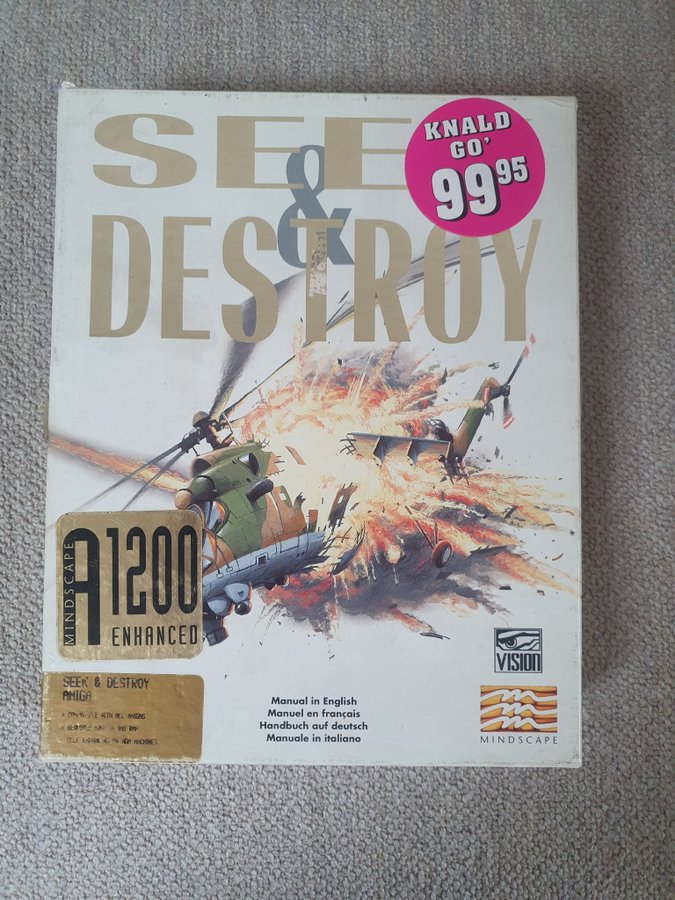 SEE
&
DESTROY
KNALD
GO'
99.95
MINDSCAPE
A1200
ENHANCED
SEEK & DESTROY
AMIGA
Manual in English
Manuel en français
Handbuch auf deutsch
Manuale in italiano
VISION
MINDSCAPE